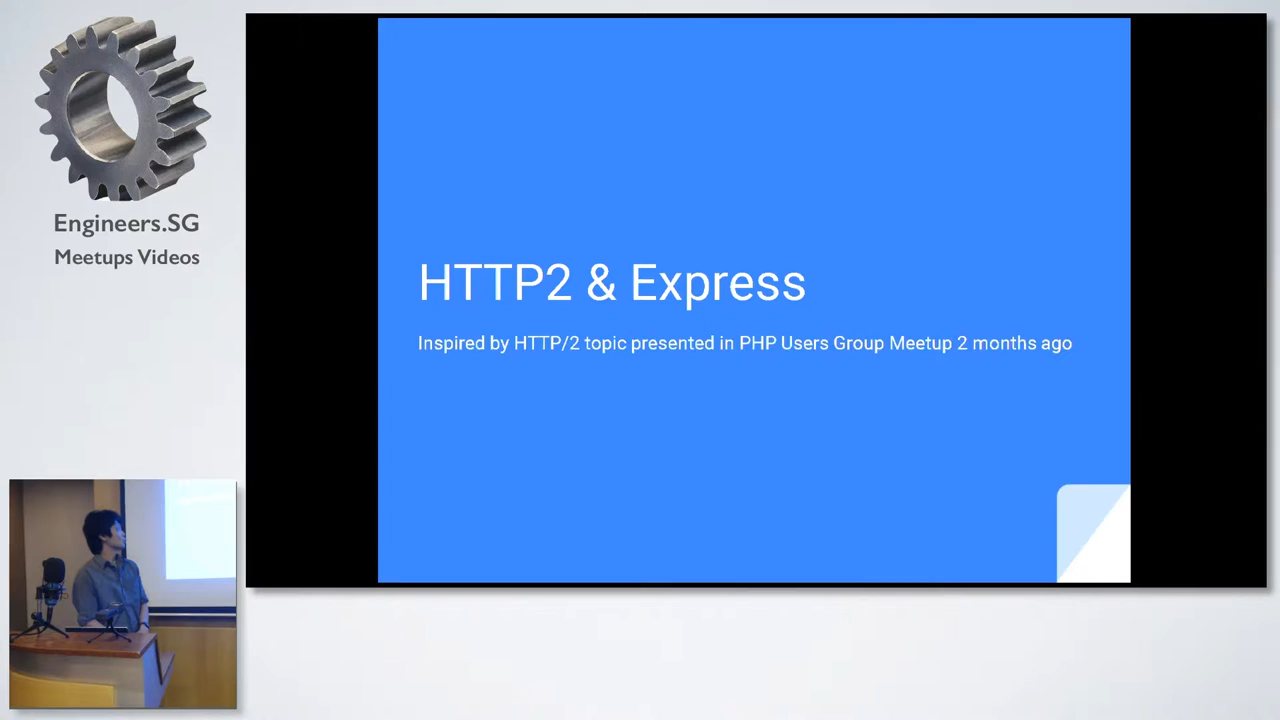 Engineers.SG
Meetups Videos
HTTP2 & Express
Inspired by HTTP/2 topic presented in PHP Users Group Meetup 2 months ago